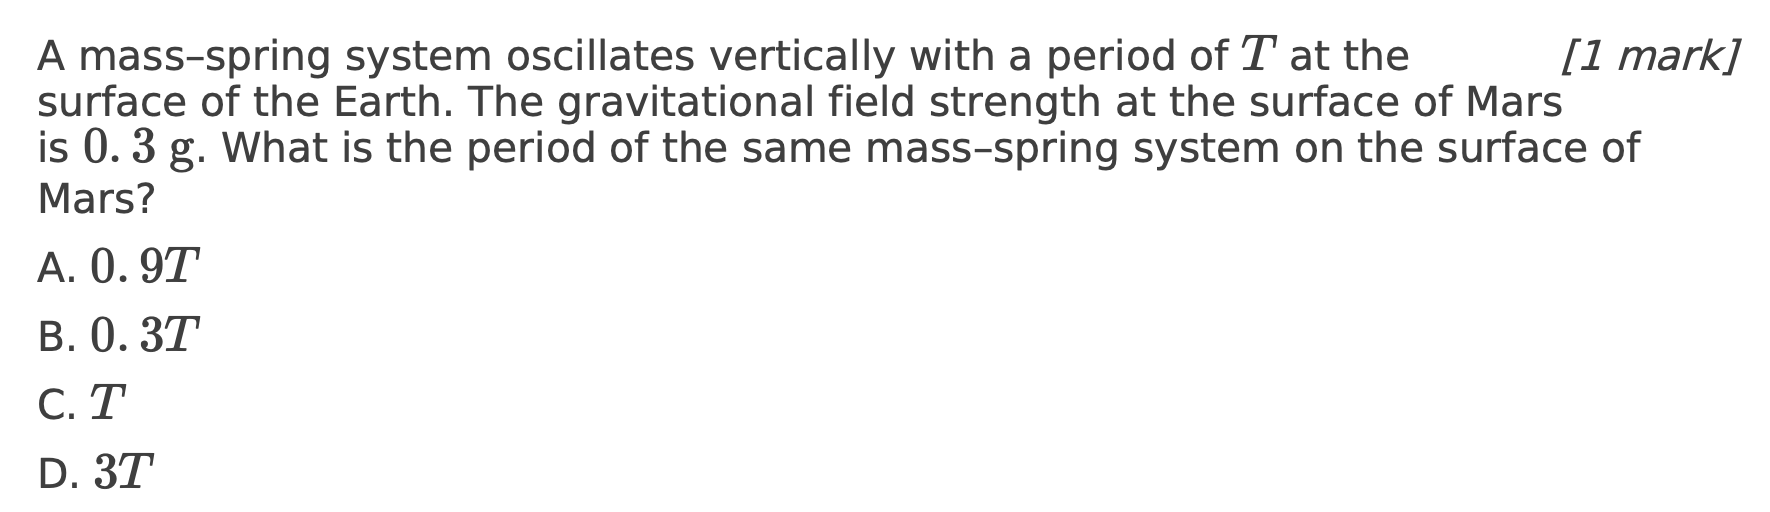 A mass–spring system oscillates vertically with a period of T at the [1 mark]
surface of the Earth. The gravitational field strength at the surface of Mars
is 0. 3 g. What is the period of the same mass–spring system on the surface of
Mars?
A. 0. 9T
B. 0. 3T
C. T
D. 3T